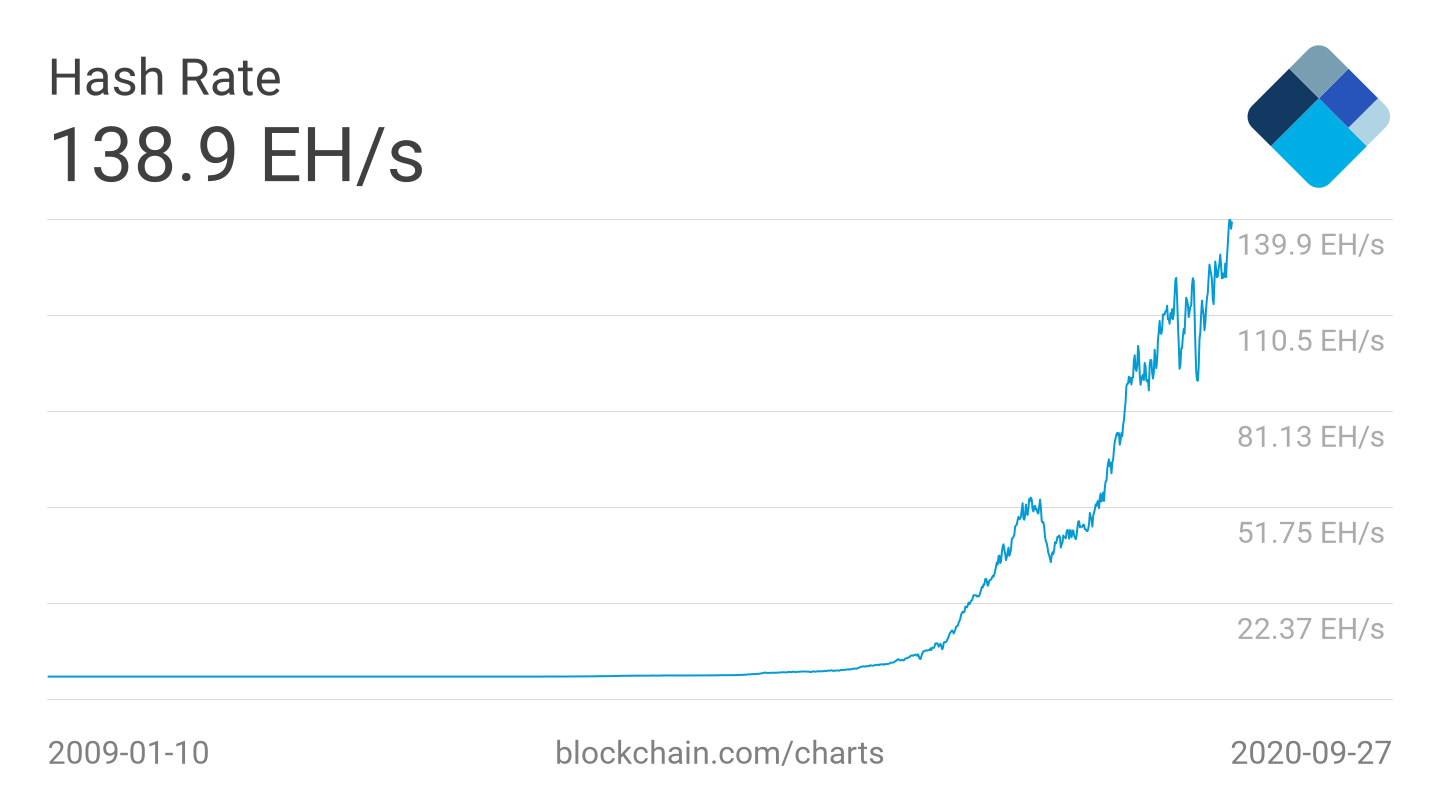 Hash Rate
138.9 EH/s
139.9 EH/s
110.5 EH/s
81.13 EH/s
51.75 EH/s
22.37 EH/s
2009-01-10 blockchain.com/charts 2020-09-27